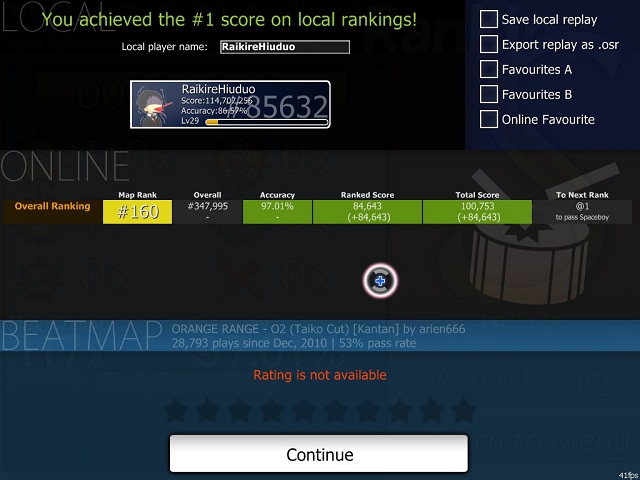 LOCAL
You achieved the #1 score on local rankings!
Local player name: RaikireHiuduo
Save local replay
Export replay as .osr
Favourites A
Favourites B
Online Favourite
RaikireHiuduo
Score:114,707,256
Accuracy:86.57%
Lv29
85632
ONLINE
Map Rank Overall Accuracy Ranked Score Total Score To Next Rank
Overall Ranking #160 #347,995 97.01% 84,643 100,753 @1
- - (+84,643) (+84,643) to pass Spaceboy
BEATMAP
ORANGE RANGE - O2 (Taiko Cut) [Kantan] by arien666
28,793 plays since Dec, 2010 | 53% pass rate
Rating is not available
Continue
41fps